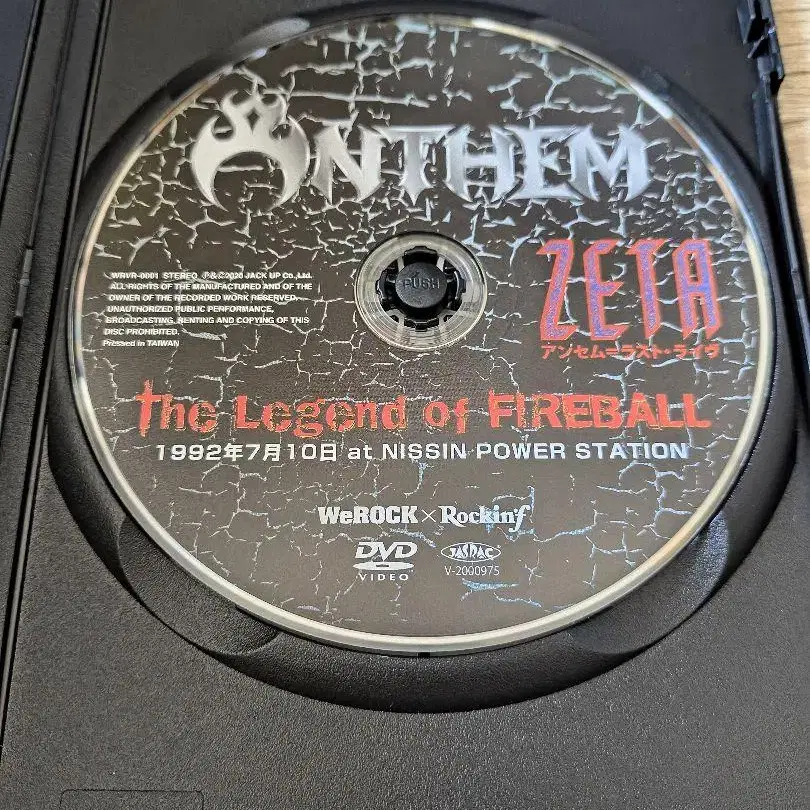 ANTHEM
WRVR-0001 STEREO ℗&©2020 JACK UP Co.,Ltd.
ALL RIGHTS OF THE MANUFACTURED AND OF THE
OWNER OF THE RECORDED WORK RESERVED.
UNAUTHORIZED PUBLIC PERFORMANCE,
BROADCASTING, RENTING AND COPYING OF THIS
DISC PROHIBITED.
Pressed in TAIWAN
PUSH
ZETA
アンセム－ラスト・ライヴ
The Legend of FIREBALL
1992年7月10日 at NISSIN POWER STATION
WeROCK × Rockin'f
DVD
VIDEO
JASRAC
V-2000975